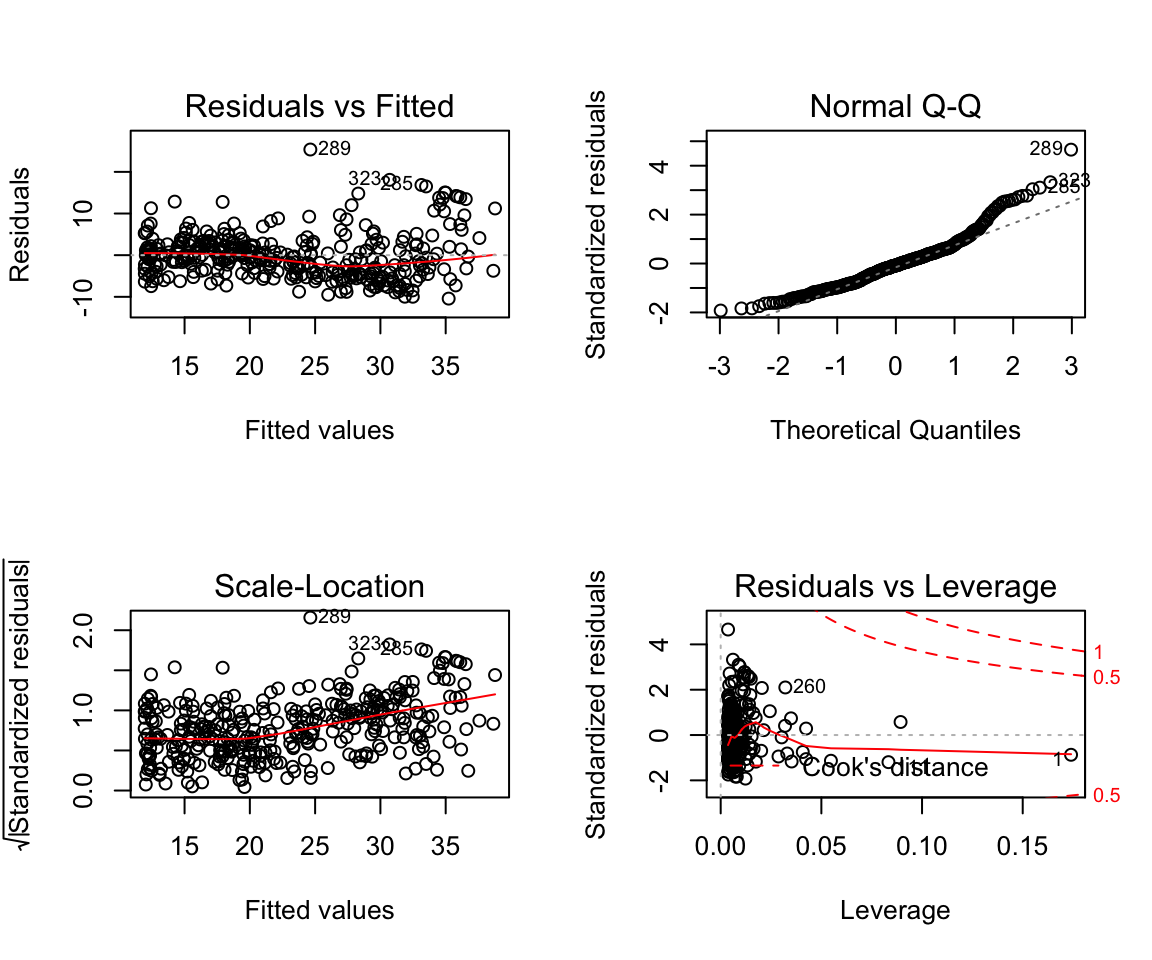 Residuals vs Fitted
Residuals
10
-10
289
323
285
15 20 25 30 35
Fitted values
Normal Q-Q
Standardized residuals
4
2
0
-2
289
323
285
-3 -2 -1 0 1 2 3
Theoretical Quantiles
Scale-Location
√|Standardized residuals|
2.0
1.0
0.0
289
323
285
15 20 25 30 35
Fitted values
Residuals vs Leverage
Standardized residuals
4
2
0
-2
260
1
Cook's distance
1
0.5
0.5
0.00 0.05 0.10 0.15
Leverage